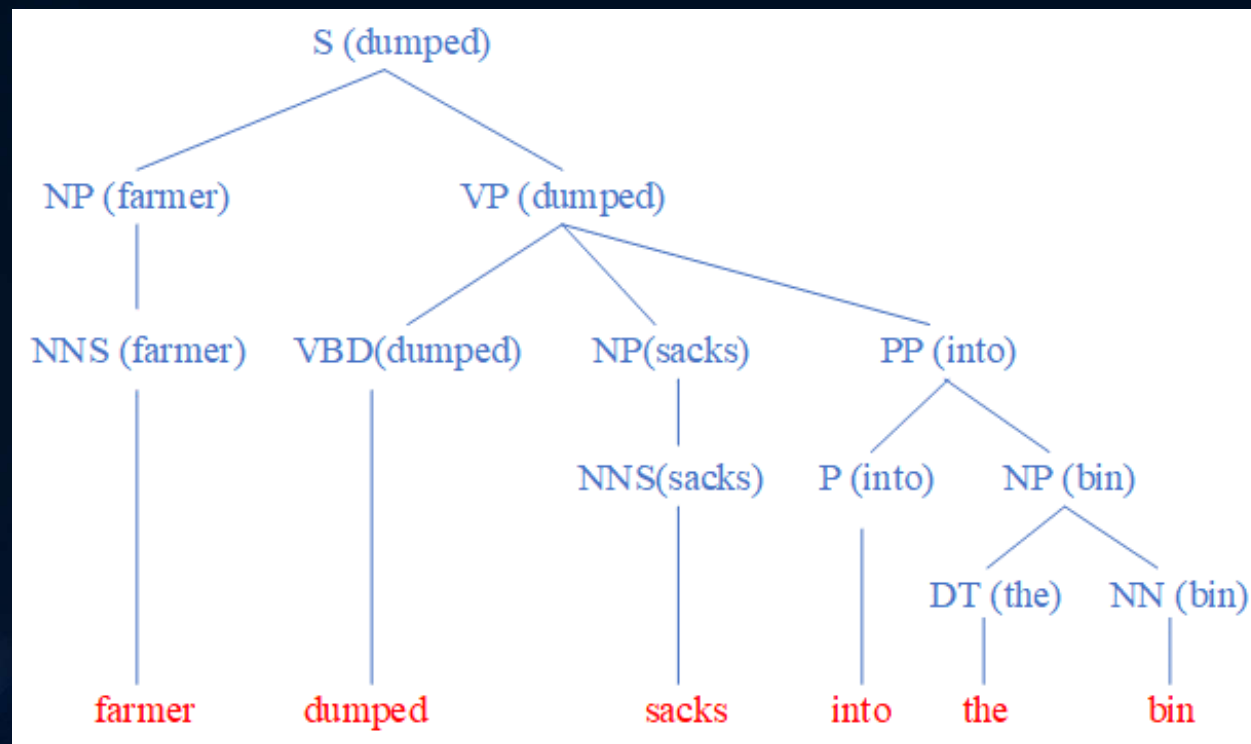 S (dumped)
NP (farmer) VP (dumped)
NNS (farmer) VBD(dumped) NP(sacks) PP (into)
NNS(sacks) P (into) NP (bin)
DT (the) NN (bin)
farmer dumped sacks into the bin